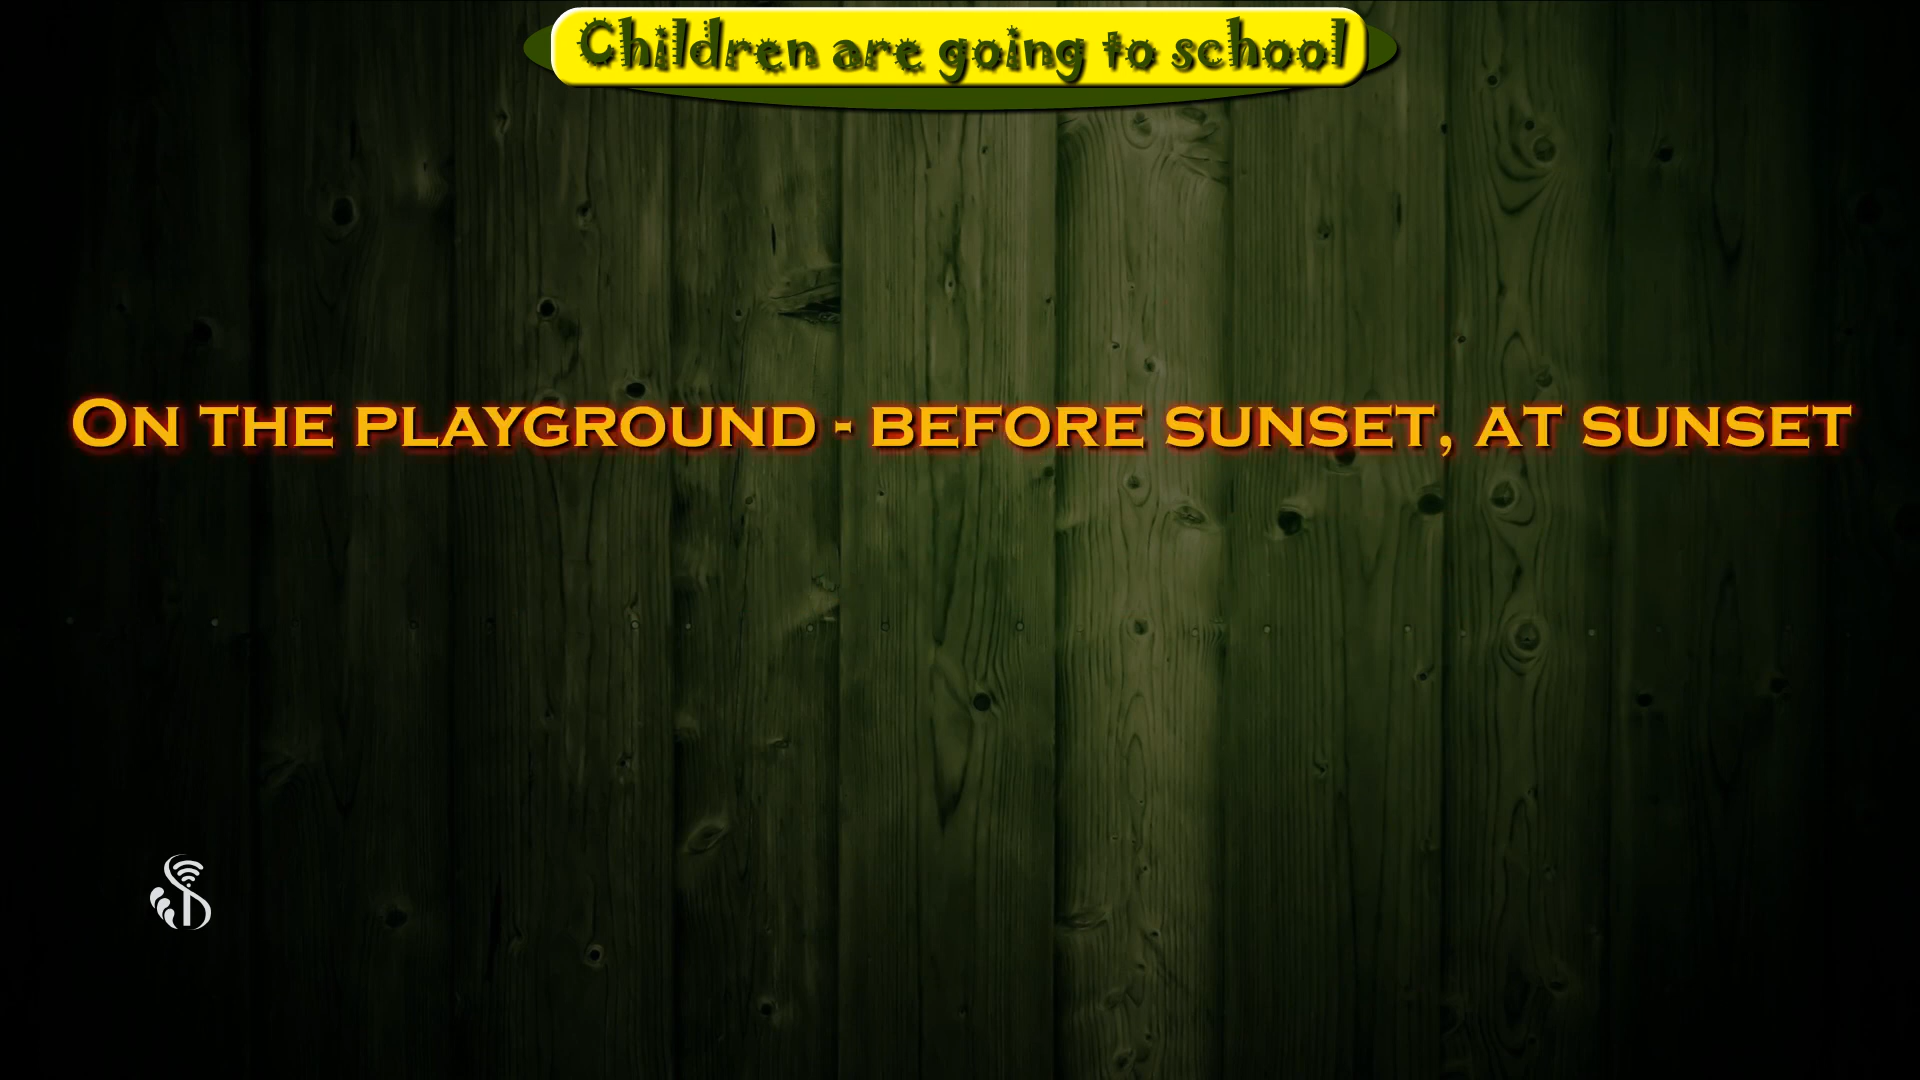 Children are going to school
On the playground - before sunset, at sunset